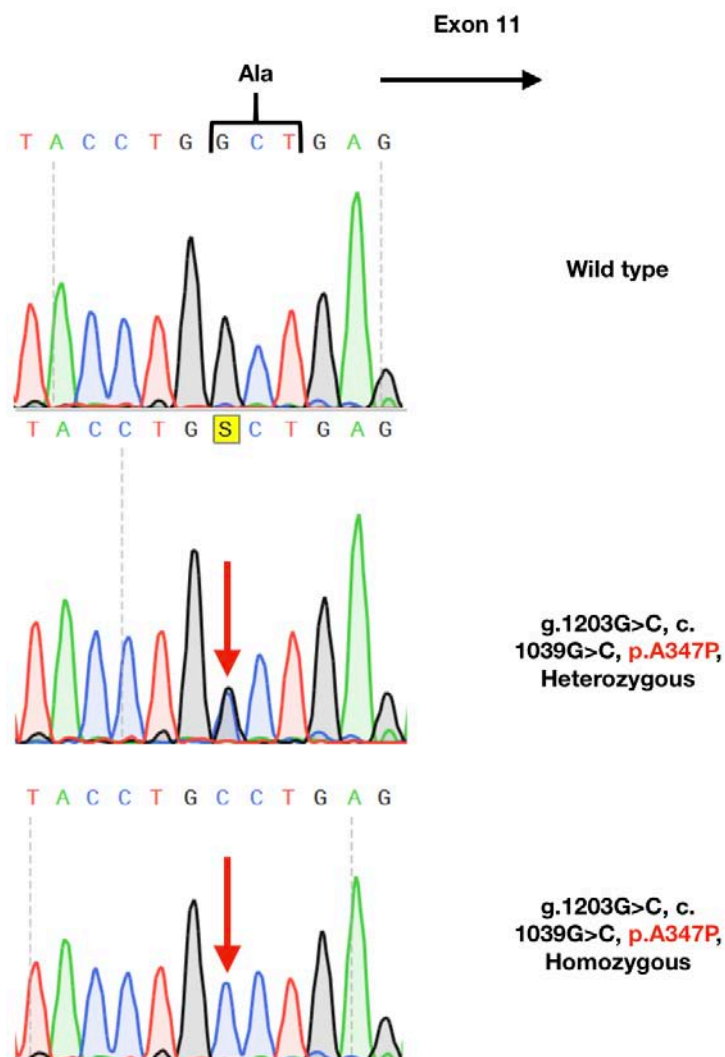 Exon 11
Ala
T A C C T G G C T G A G
Wild type
T A C C T G S C T G A G
g.1203G>C, c.
1039G>C, p.A347P,
Heterozygous
T A C C T G C C T G A G
g.1203G>C, c.
1039G>C, p.A347P,
Homozygous